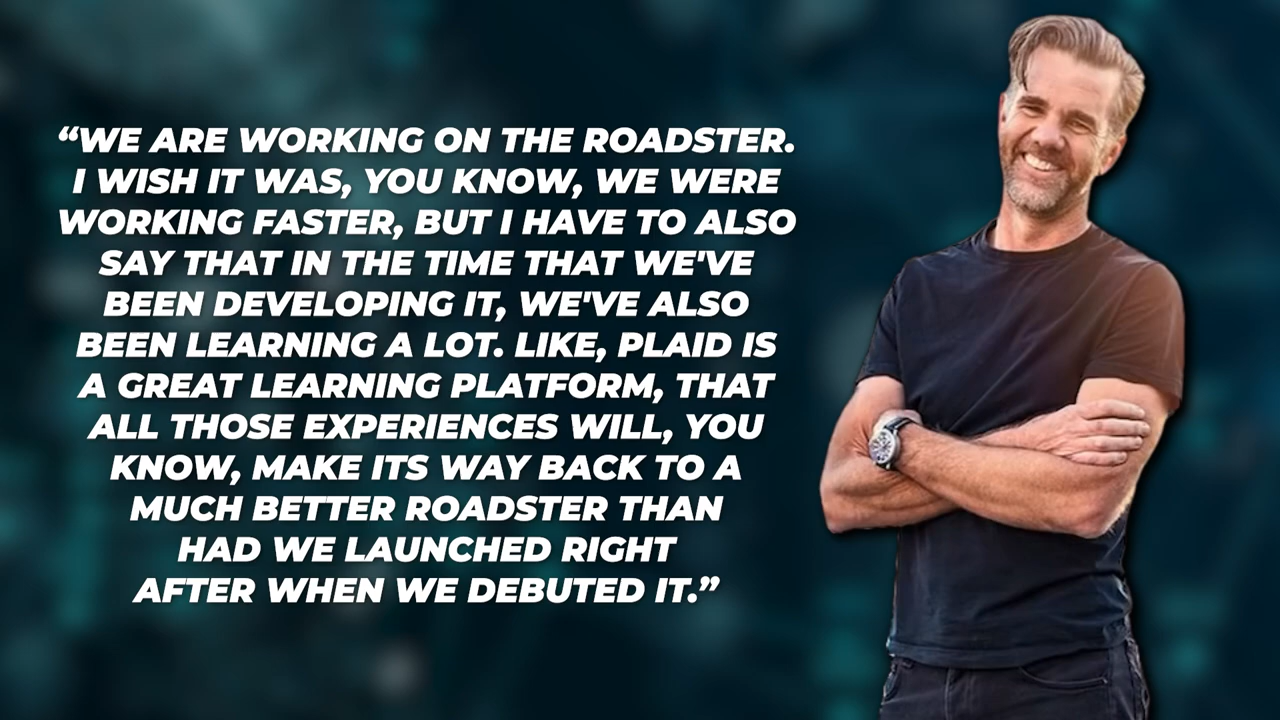 “WE ARE WORKING ON THE ROADSTER.
I WISH IT WAS, YOU KNOW, WE WERE
WORKING FASTER, BUT I HAVE TO ALSO
SAY THAT IN THE TIME THAT WE'VE
BEEN DEVELOPING IT, WE'VE ALSO
BEEN LEARNING A LOT. LIKE, PLAID IS
A GREAT LEARNING PLATFORM, THAT
ALL THOSE EXPERIENCES WILL, YOU
KNOW, MAKE ITS WAY BACK TO A
MUCH BETTER ROADSTER THAN
HAD WE LAUNCHED RIGHT
AFTER WHEN WE DEBUTED IT.”